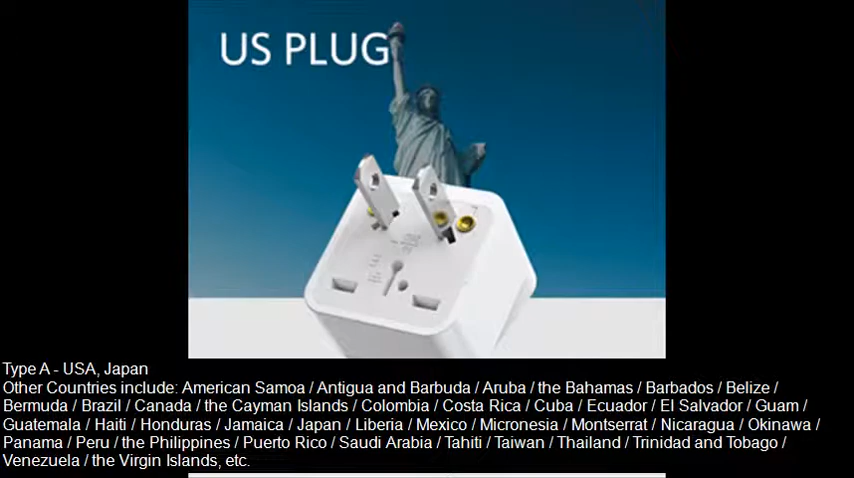 US PLUG
Type A - USA, Japan
Other Countries include: American Samoa / Antigua and Barbuda / Aruba / the Bahamas / Barbados / Belize /
Bermuda / Brazil / Canada / the Cayman Islands / Colombia / Costa Rica / Cuba / Ecuador / El Salvador / Guam /
Guatemala / Haiti / Honduras / Jamaica / Japan / Liberia / Mexico / Micronesia / Montserrat / Nicaragua / Okinawa /
Panama / Peru / the Philippines / Puerto Rico / Saudi Arabia / Tahiti / Taiwan / Thailand / Trinidad and Tobago /
Venezuela / the Virgin Islands, etc.